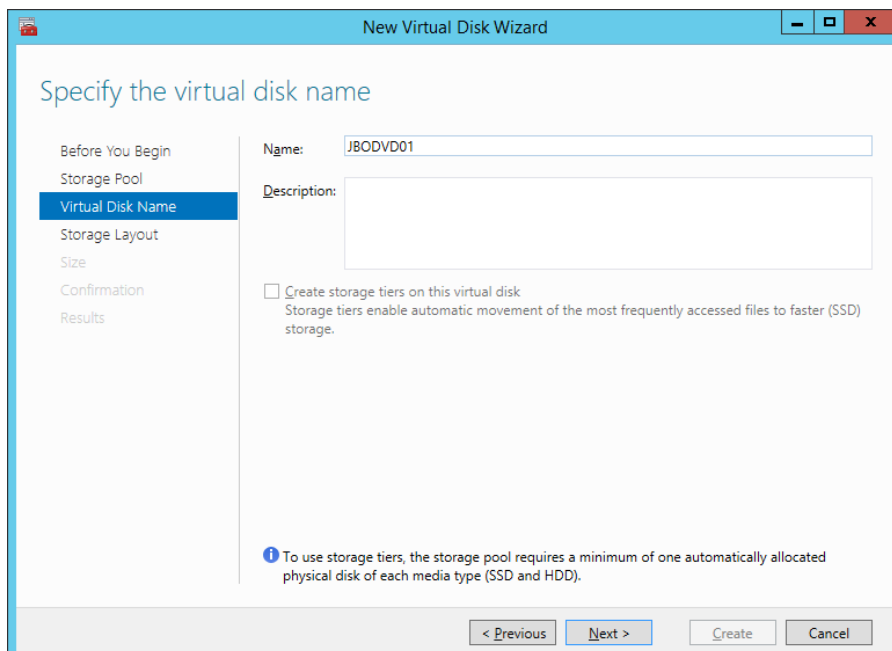 New Virtual Disk Wizard
Specify the virtual disk name
Before You Begin
Storage Pool
Virtual Disk Name
Storage Layout
Size
Confirmation
Results
Name:
JBODVD01
Description:
Create storage tiers on this virtual disk
Storage tiers enable automatic movement of the most frequently accessed files to faster (SSD)
storage.
To use storage tiers, the storage pool requires a minimum of one automatically allocated
physical disk of each media type (SSD and HDD).
< Previous
Next >
Create
Cancel